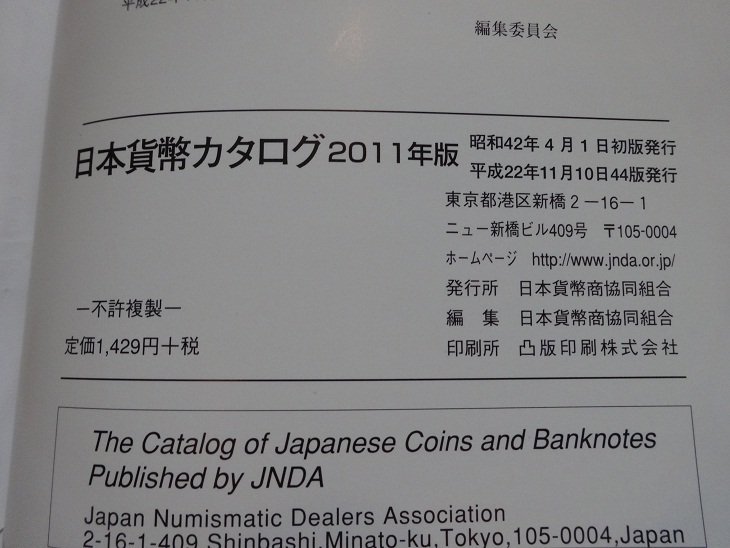 平成22年
編集委員会
日本貨幣カタログ2011年版
昭和42年4月1日初版発行
平成22年11月10日44版発行
東京都港区新橋2-16-1
ニュー新橋ビル409号 〒105-0004
ホームページ http://www.jnda.or.jp/
発行所 日本貨幣商協同組合
編 集 日本貨幣商協同組合
印刷所 凸版印刷株式会社
ー不許複製ー
定価1,429円+税
The Catalog of Japanese Coins and Banknotes
Published by JNDA
Japan Numismatic Dealers Association
2-16-1-409 Shinbashi,Minato-ku,Tokyo,105-0004,Japan